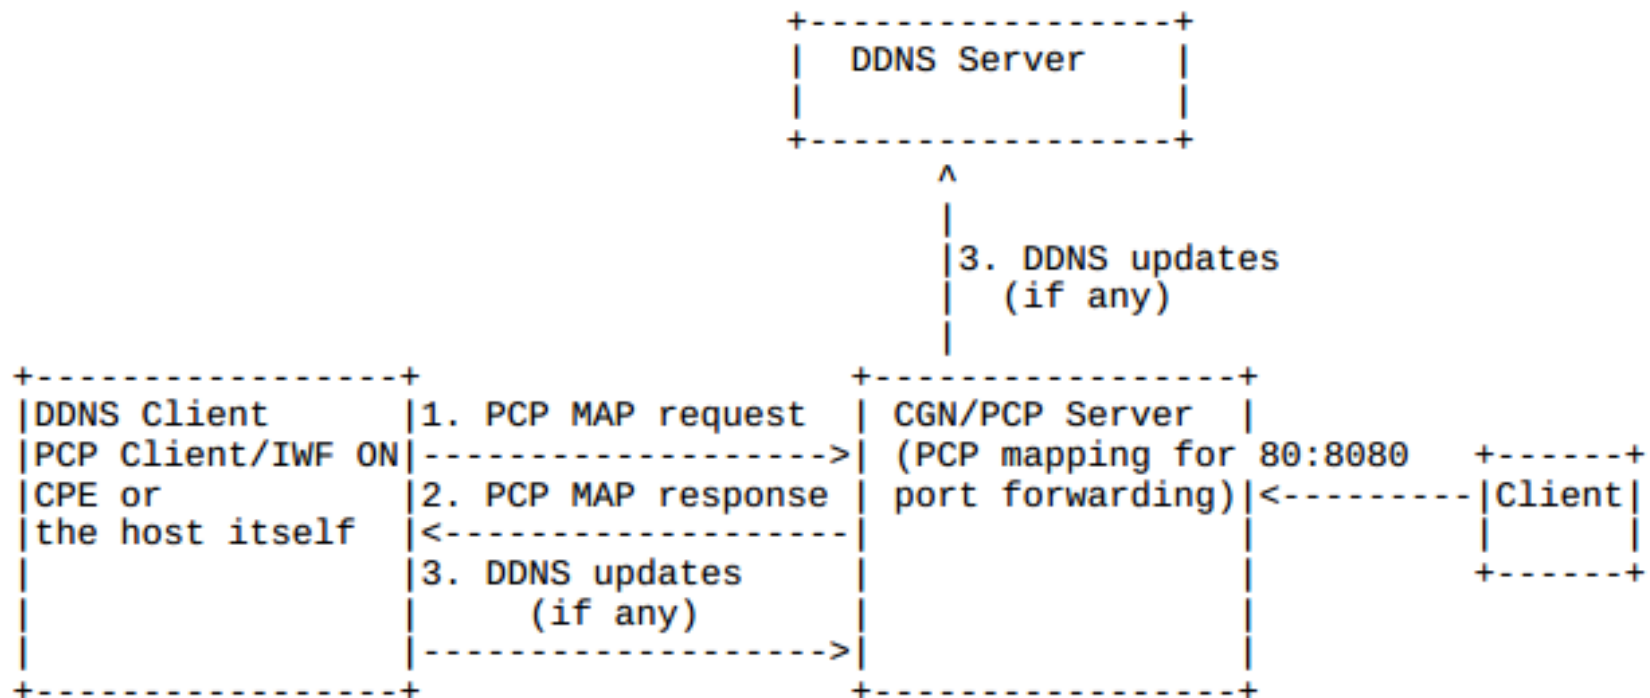 DDNS Server
3. DDNS updates
(if any)
DDNS Client 1. PCP MAP request CGN/PCP Server
PCP Client/IWF ON (PCP mapping for 80:8080
CPE or 2. PCP MAP response port forwarding) Client
the host itself
3. DDNS updates
(if any)